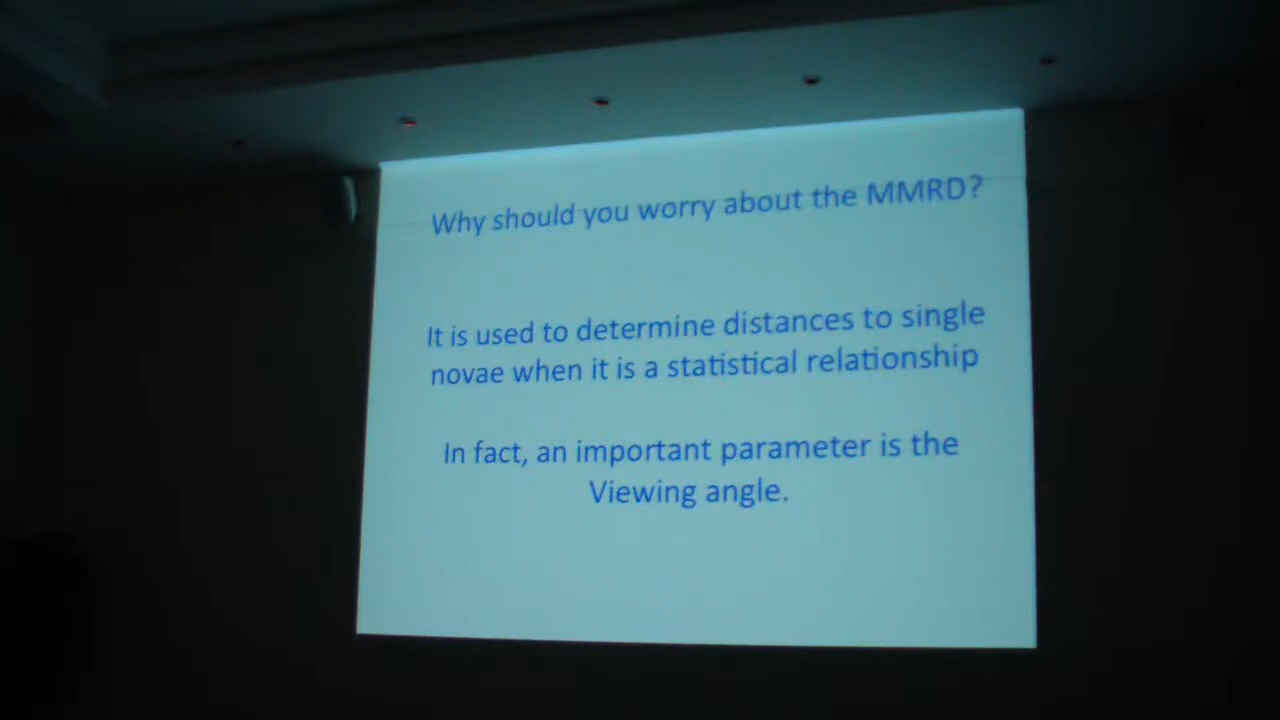 Why should you worry about the MMRD?
It is used to determine distances to single
novae when it is a statistical relationship
In fact, an important parameter is the
Viewing angle.